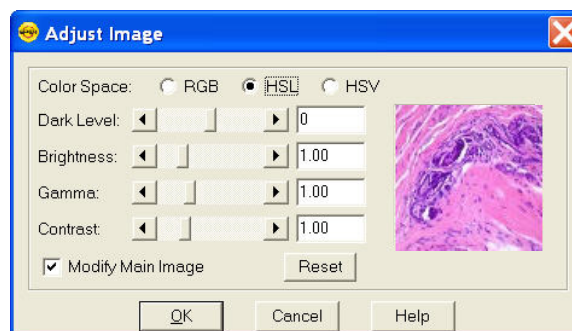 Adjust Image
Color Space: RGB HSL HSV
Dark Level: 0
Brightness: 1.00
Gamma: 1.00
Contrast: 1.00
Modify Main Image Reset
OK Cancel Help